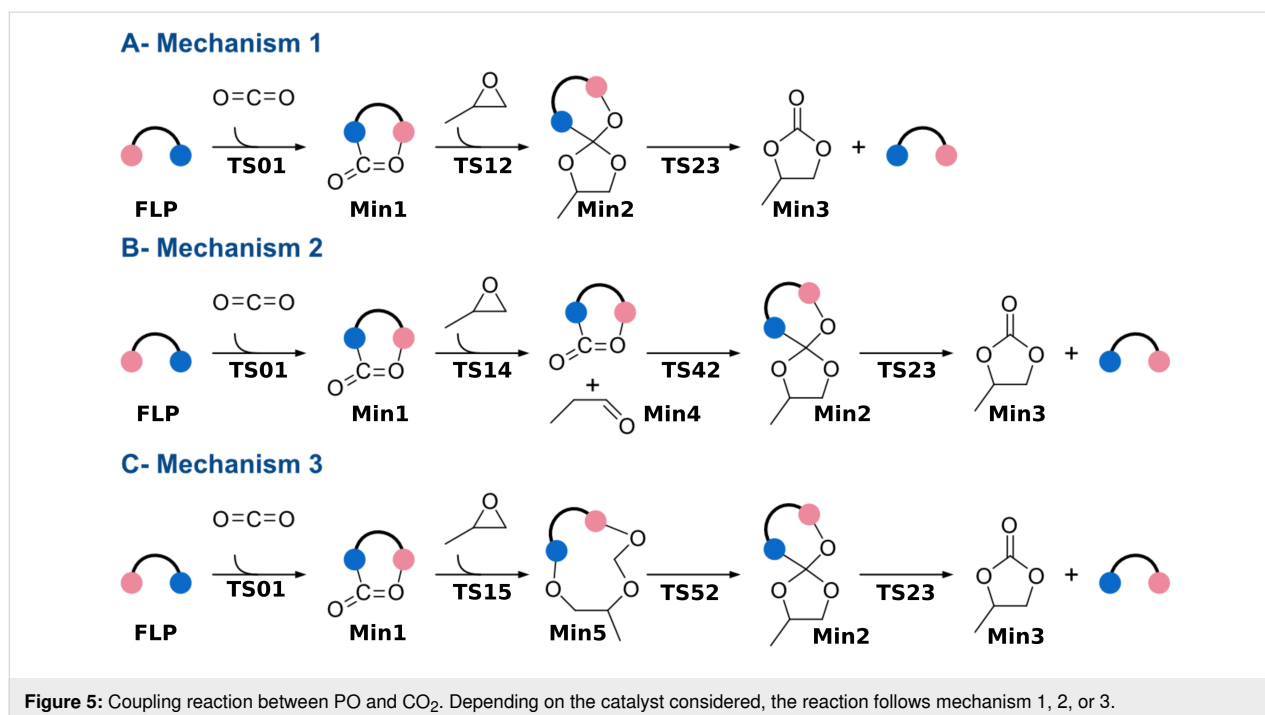 A- Mechanism 1
O=C=O O
TS01 TS12 TS23
C=O O= O O O O O O +
FLP Min1 Min2 Min3
B- Mechanism 2
O=C=O O
TS01 TS14 TS42 TS23
C=O O= C=O O= + O O O O O O O +
FLP Min1 Min4 Min2 Min3
C- Mechanism 3
O=C=O O
TS01 TS15 TS52 TS23
C=O O= O O O O O O O O O +
FLP Min1 Min5 Min2 Min3
Figure 5: Coupling reaction between PO and CO₂. Depending on the catalyst considered, the reaction follows mechanism 1, 2, or 3.